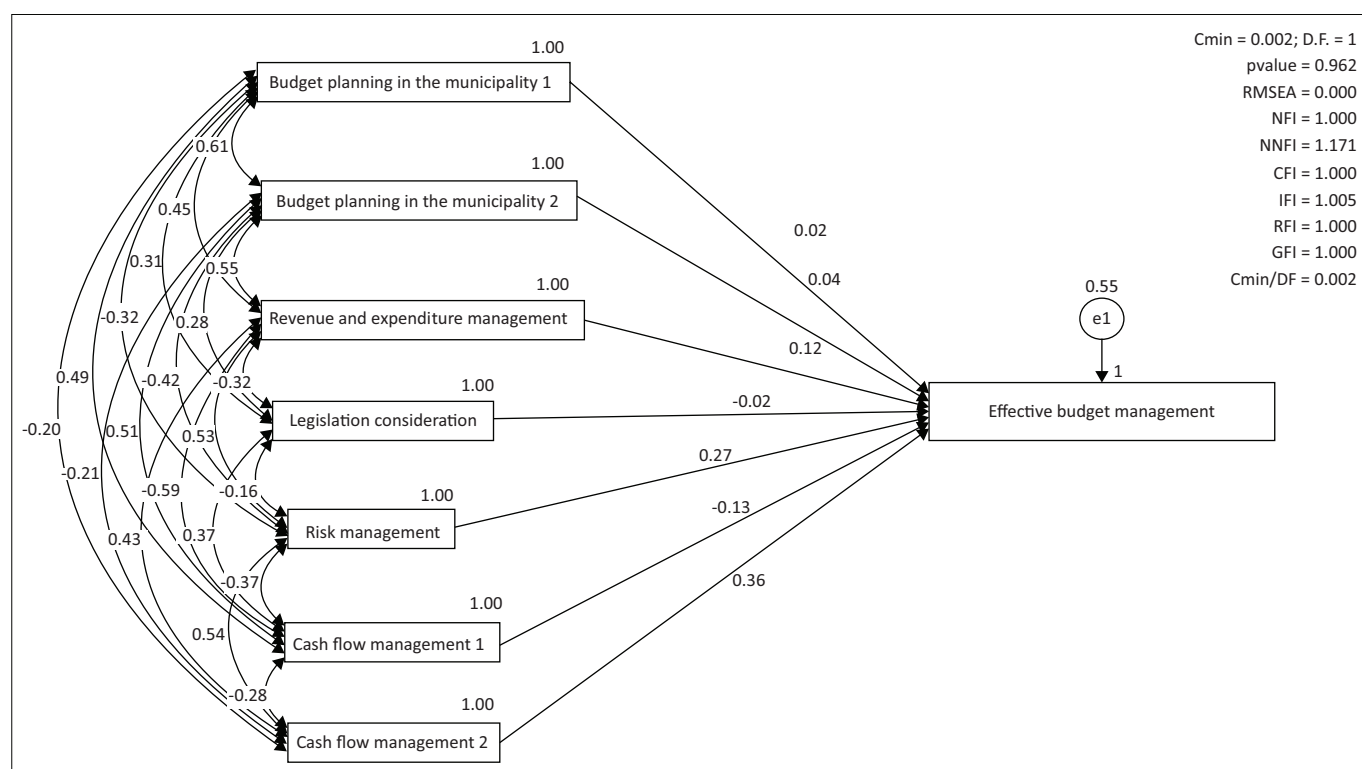 Cmin = 0.002; D.F. = 1
pvalue = 0.962
RMSEA = 0.000
NFI = 1.000
NNFI = 1.171
CFI = 1.000
IFI = 1.005
RFI = 1.000
GFI = 1.000
Cmin/DF = 0.002
1.00
Budget planning in the municipality 1
1.00
Budget planning in the municipality 2
1.00
Revenue and expenditure management
1.00
Legislation consideration
1.00
Risk management
1.00
Cash flow management 1
1.00
Cash flow management 2
0.61
0.45
0.55
0.31
-0.32
0.28
-0.32
0.49
-0.42
-0.20
0.51
0.53
-0.21
-0.59
-0.16
0.43
0.37
-0.37
0.54
-0.28
0.02
0.04
0.12
-0.02
0.27
-0.13
0.36
0.55
e1
1
Effective budget management